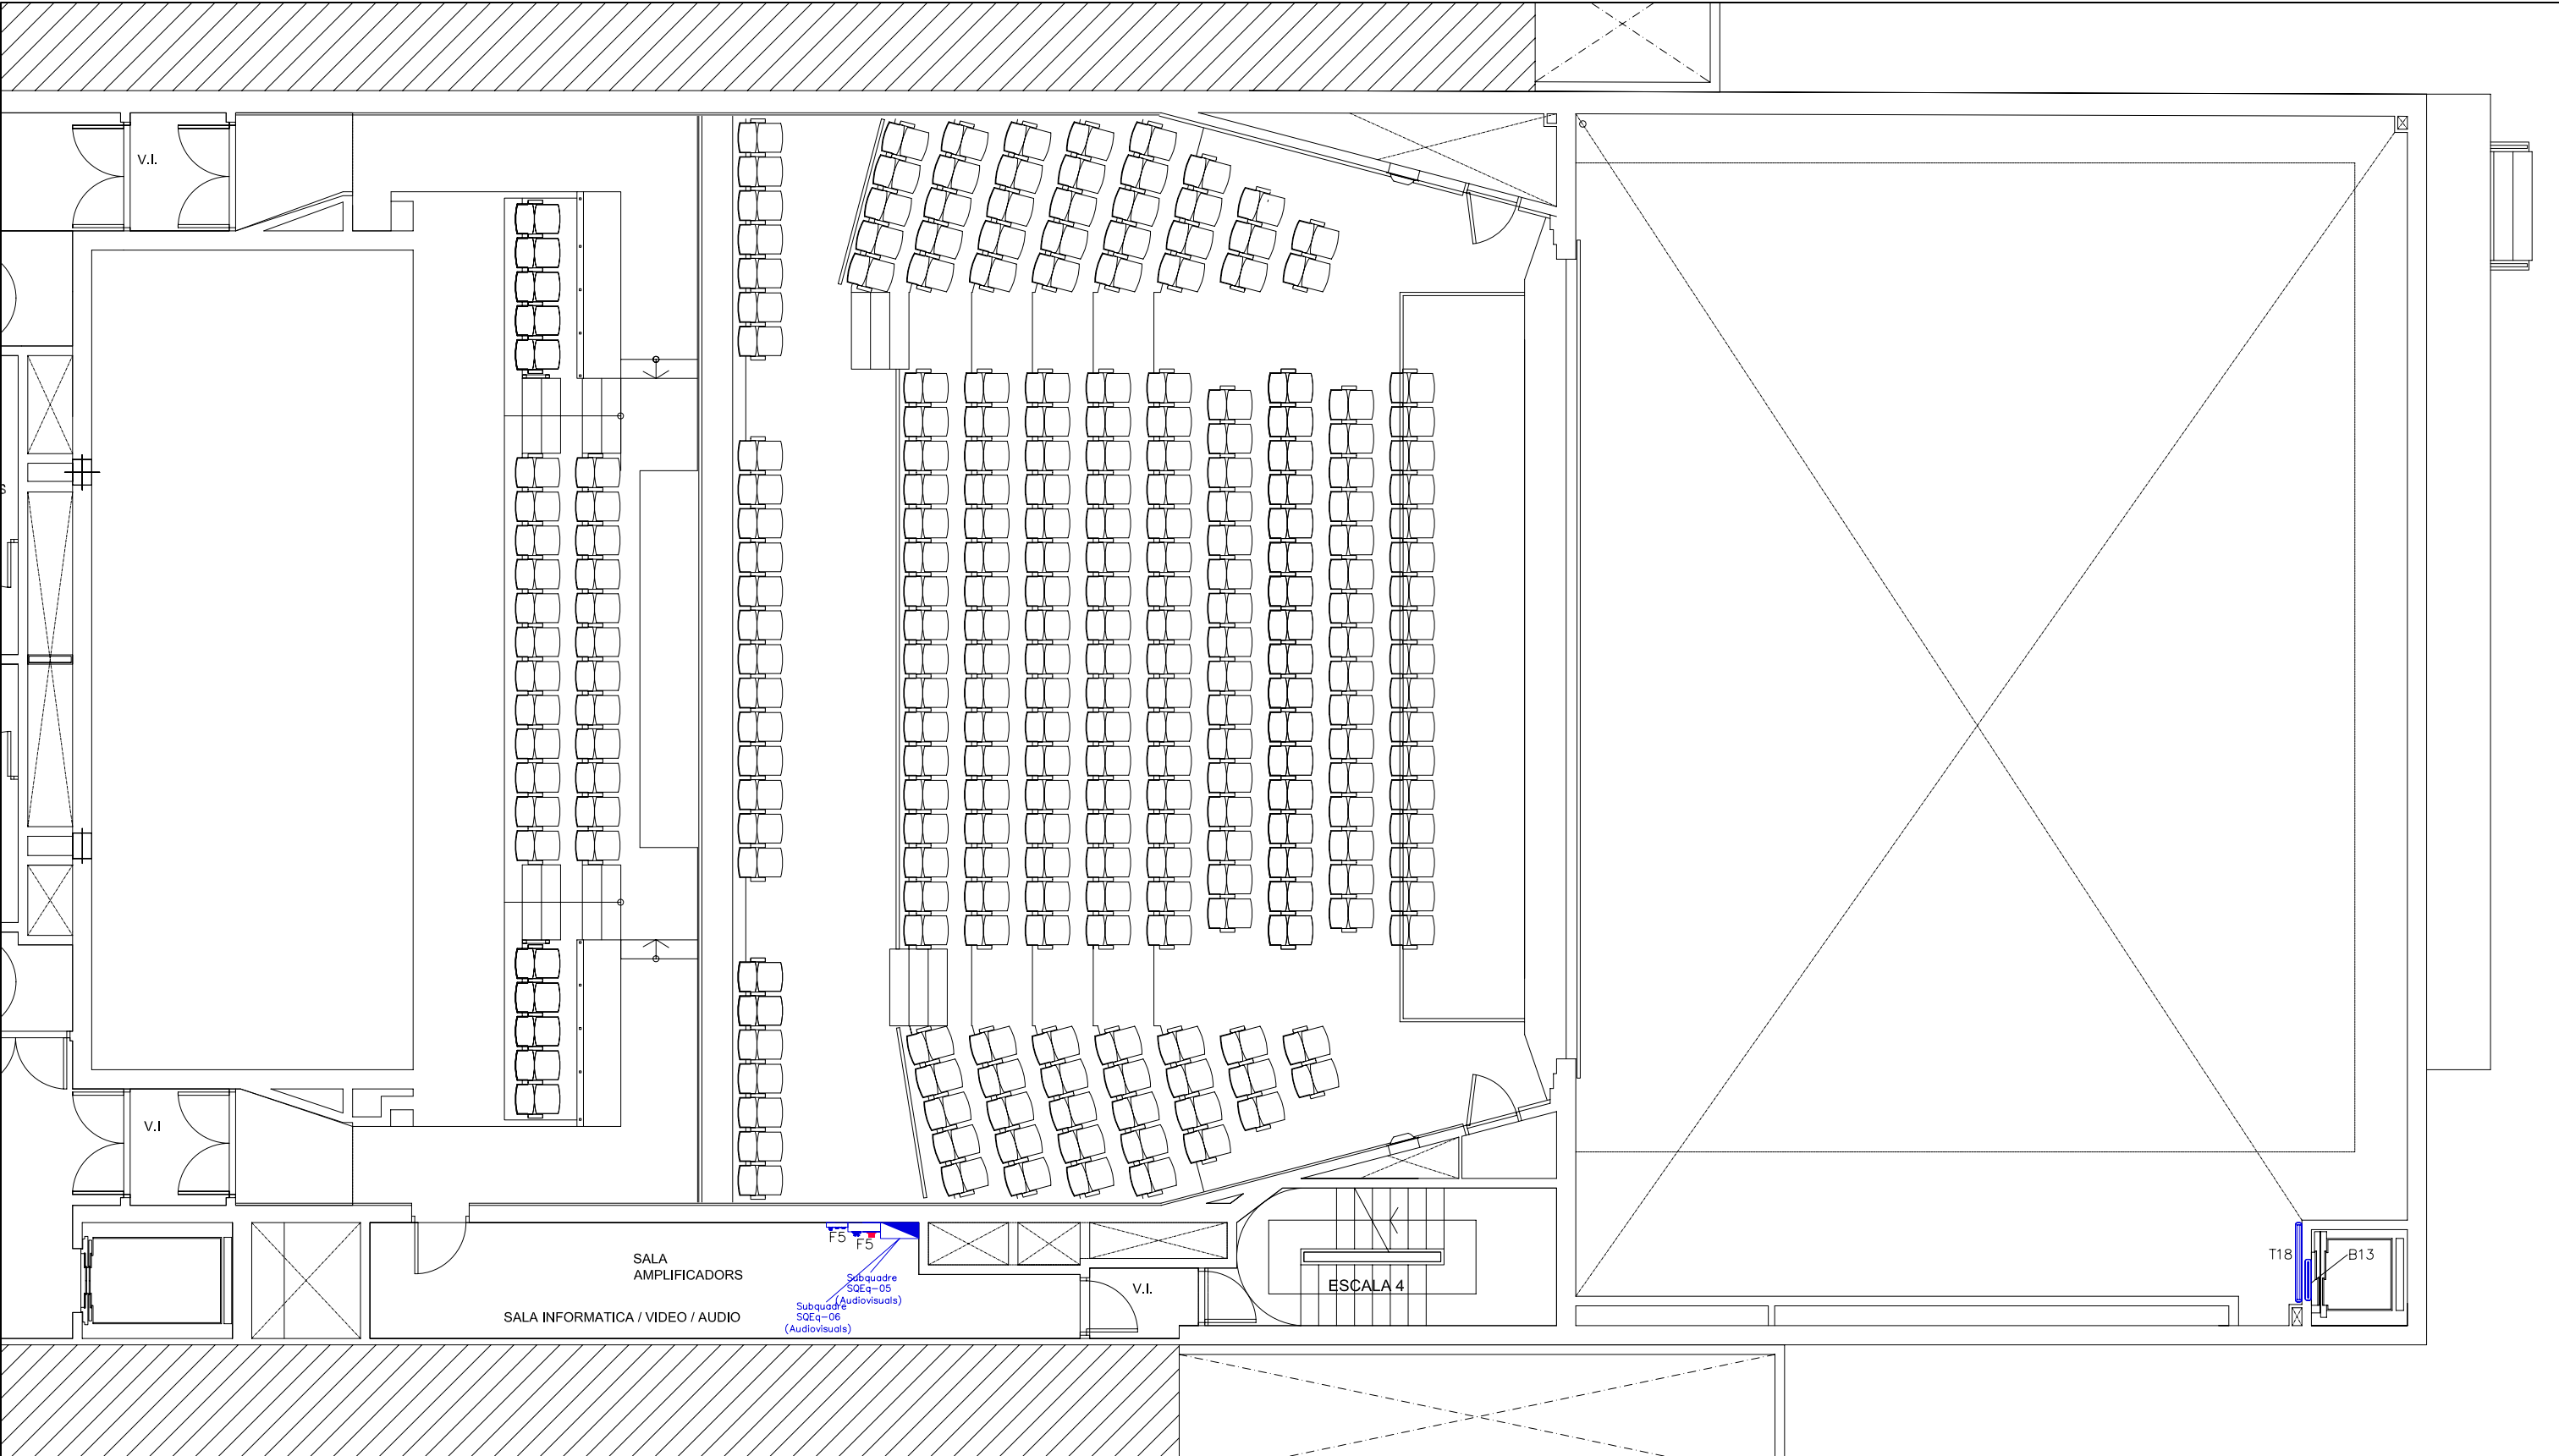 V.I.
S
V.I
F5
F5
SALA
AMPLIFICADORS
SALA INFORMATICA / VIDEO / AUDIO
Subquadre
SQEq-05
(Audiovisuals)
Subquadre
SQEq-06
(Audiovisuals)
V.I.
ESCALA 4
T18
B13